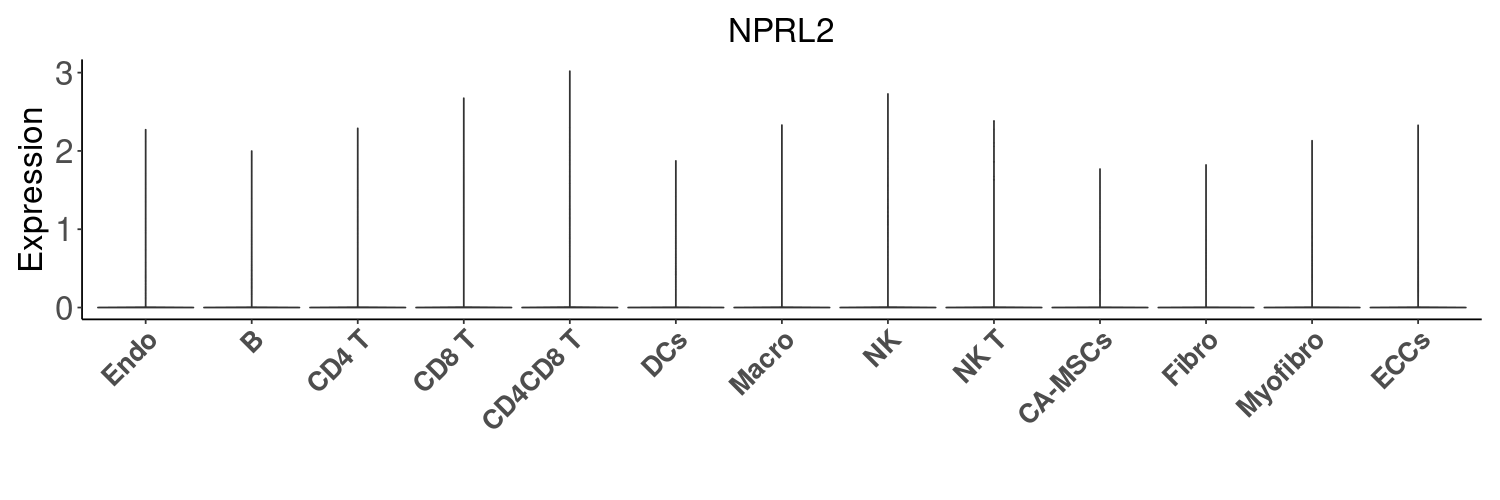 NPRL2
Expression
3
2
1
0
Endo
B
CD4 T
CD8 T
CD4CD8 T
DCs
Macro
NK
NK T
CA-MSCs
Fibro
Myofibro
ECCs